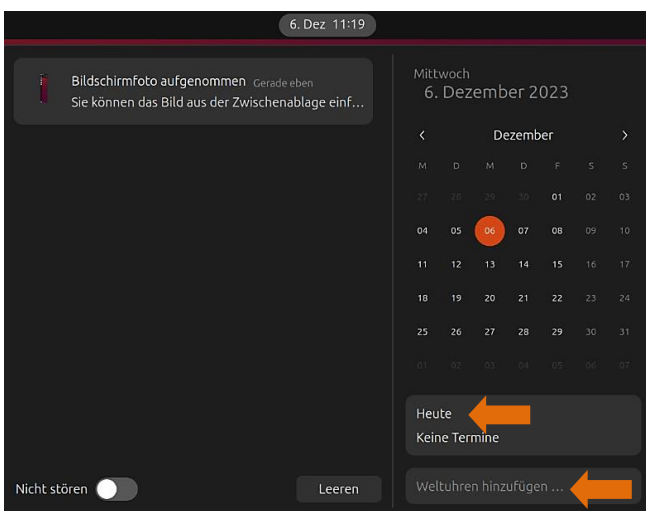 6. Dez 11:19
Bildschirmfoto aufgenommen Gerade eben
Sie können das Bild aus der Zwischenablage einf…
Nicht stören
Leeren
Mittwoch
6. Dezember 2023
‹ Dezember ›
M D M D F S S
27 28 29 30 01 02 03
04 05 06 07 08 09 10
11 12 13 14 15 16 17
18 19 20 21 22 23 24
25 26 27 28 29 30 31
01 02 03 04 05 06 07
Heute
Keine Termine
Weltuhren hinzufügen …